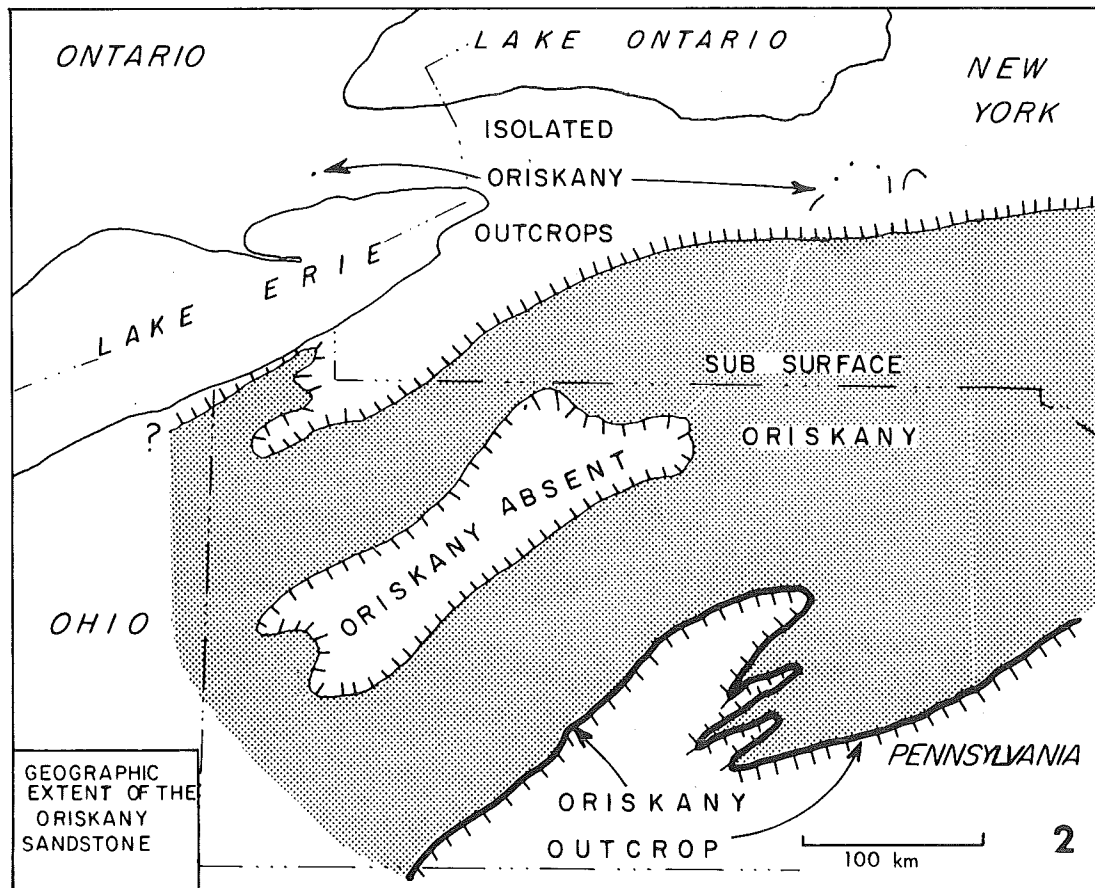 ONTARIO
LAKE ONTARIO
NEW
YORK
ISOLATED
ORISKANY
OUTCROPS
LAKE ERIE
SUB SURFACE
ORISKANY
?
ORISKANY ABSENT
OHIO
PENNSYLVANIA
GEOGRAPHIC
EXTENT OF THE
ORISKANY
SANDSTONE
ORISKANY
OUTCROP
100 km
2